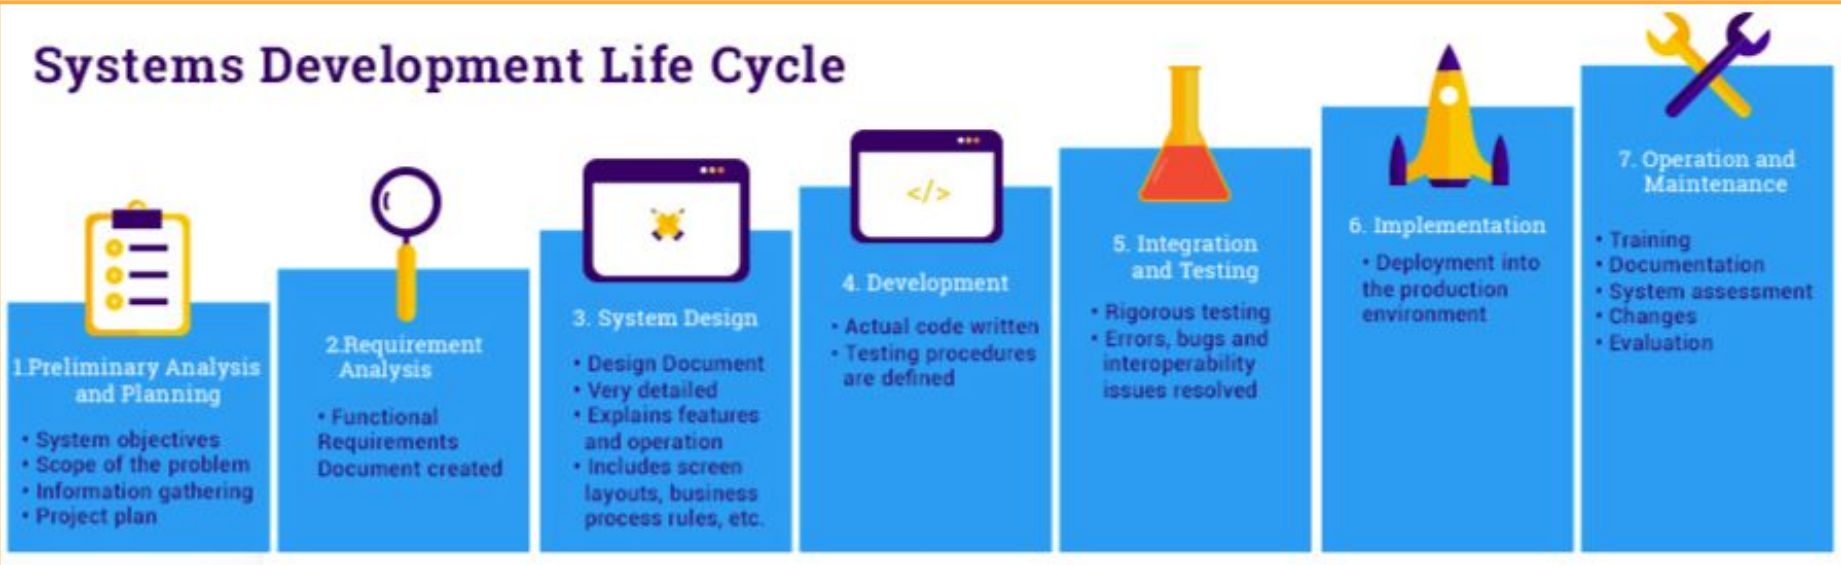 Systems Development Life Cycle
1.Preliminary Analysis
and Planning
• System objectives
• Scope of the problem
• Information gathering
• Project plan
2.Requirement
Analysis
• Functional
Requirements
Document created
3. System Design
• Design Document
• Very detailed
• Explains features
and operation
• Includes screen
layouts, business
process rules, etc.
4. Development
</>
• Actual code written
• Testing procedures
are defined
5. Integration
and Testing
• Rigorous testing
• Errors, bugs and
interoperability
issues resolved
6. Implementation
• Deployment into
the production
environment
7. Operation and
Maintenance
• Training
• Documentation
• System assessment
• Changes
• Evaluation